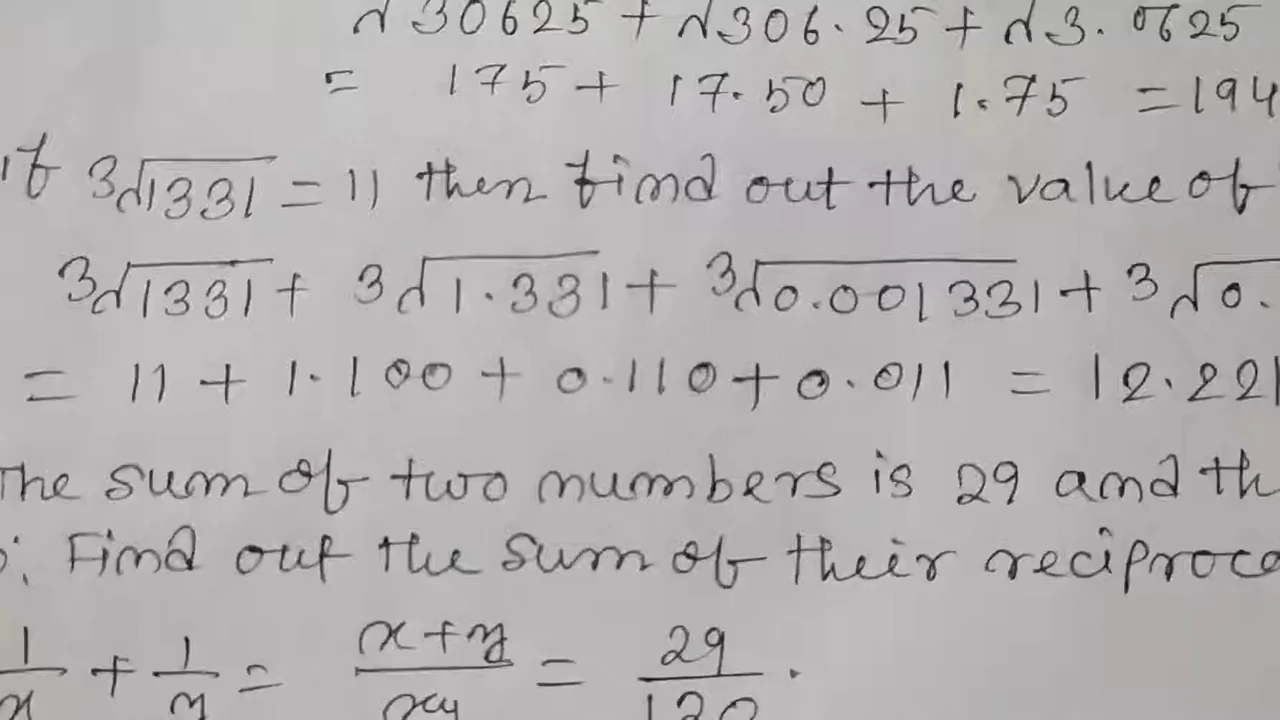 √30625 + √306.25 + √3.0625
= 175 + 17.50 + 1.75 = 194
if ³√1331 = 11 then find out the value of
³√1331 + ³√1.331 + ³√0.001331 + ³√0.
= 11 + 1.100 + 0.110 + 0.011 = 12.221
The sum of two numbers is 29 and th
: Find out the sum of their reciproca
1/x + 1/y = x+y/xy = 29/120 .